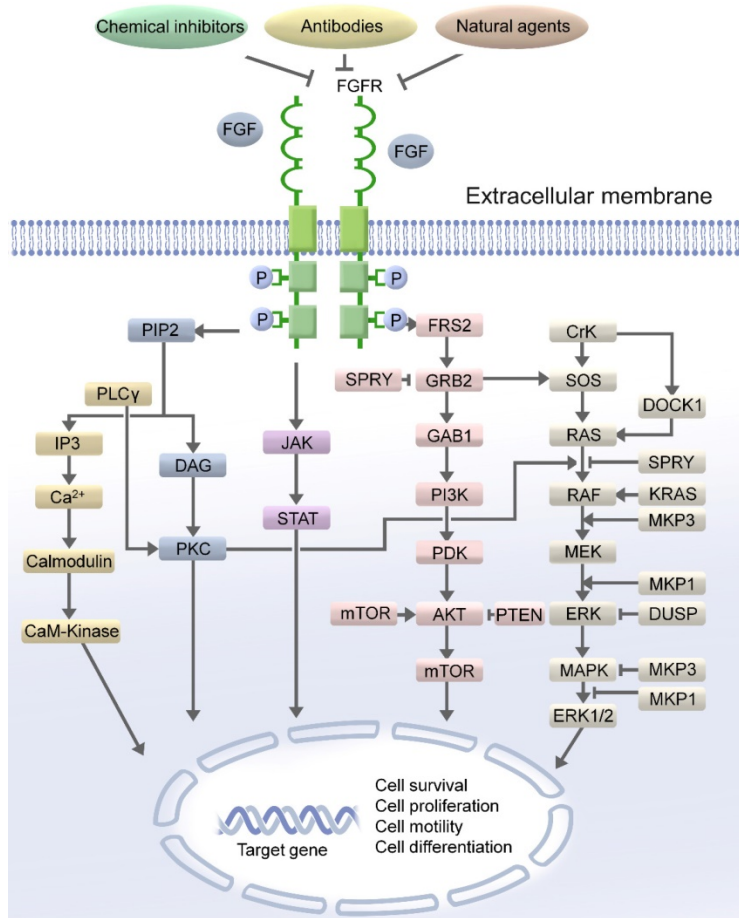 Chemical inhibitors
Antibodies
Natural agents
FGFR
FGF
FGF
Extracellular membrane
P
P
P
P
PIP2
FRS2
CrK
PLCγ
SPRY
GRB2
SOS
DOCK1
IP3
JAK
GAB1
RAS
DAG
SPRY
Ca²⁺
PI3K
RAF
KRAS
STAT
MKP3
Calmodulin
PKC
PDK
MEK
MKP1
CaM-Kinase
mTOR
AKT
PTEN
ERK
DUSP
mTOR
MAPK
MKP3
MKP1
ERK1/2
Cell survival
Cell proliferation
Cell motility
Cell differentiation
Target gene